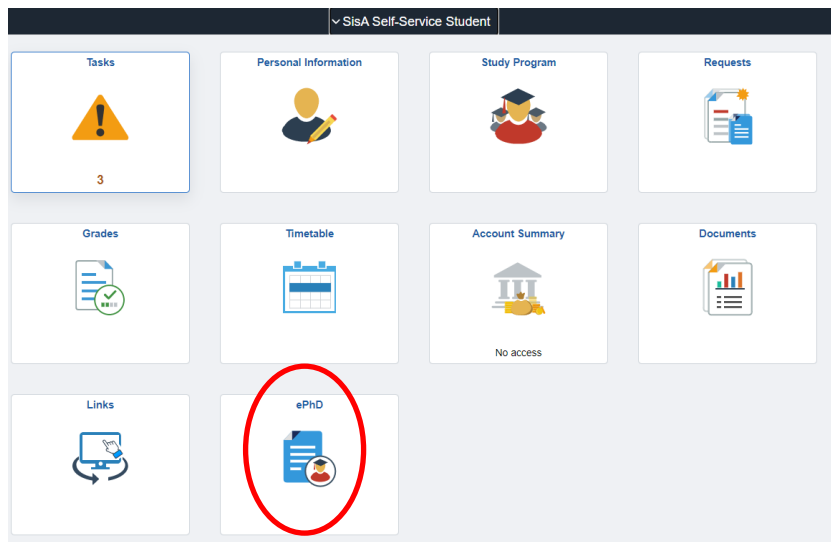 SisA Self-Service Student
Tasks
Personal Information
Study Program
Requests
3
Grades
Timetable
Account Summary
Documents
No access
Links
ePhD